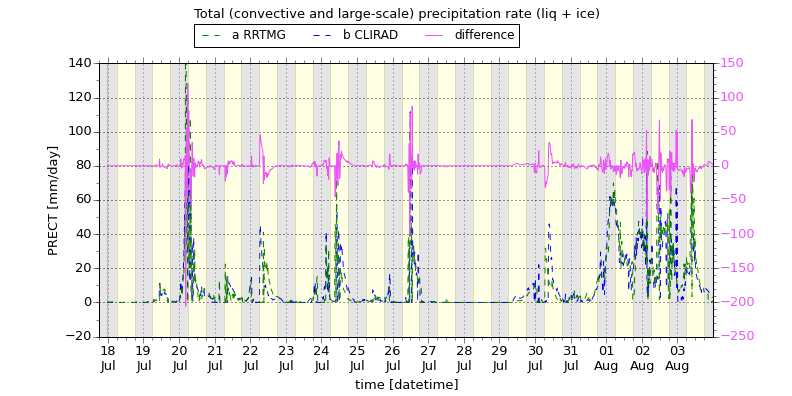 Total (convective and large-scale) precipitation rate (liq + ice)
a RRTMG b CLIRAD difference
140 150
120 100
100 50
80 0
60 −50
40 −100
20 −150
0 −200
−20 −250
PRECT [mm/day]
18 19 20 21 22 23 24 25 26 27 28 29 30 31 01 02 03
Jul Jul Jul Jul Jul Jul Jul Jul Jul Jul Jul Jul Jul Jul Aug Aug Aug
time [datetime]